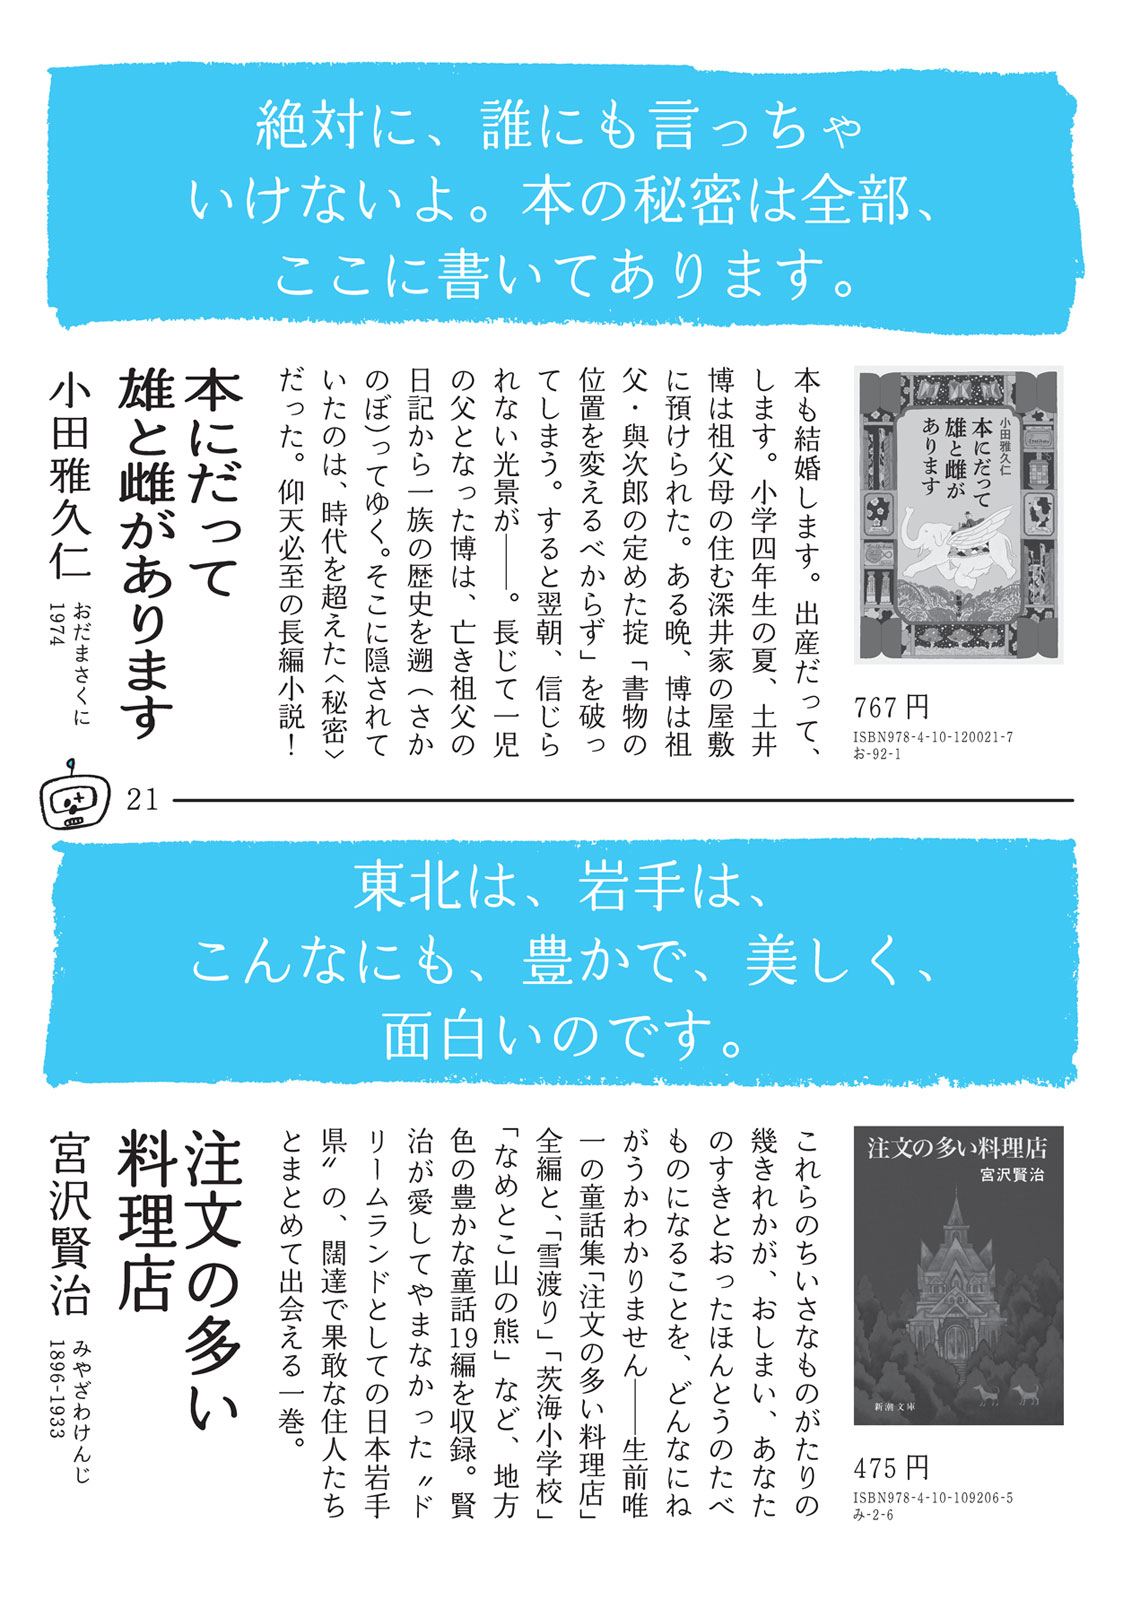 絶対に、誰にも言っちゃ
いけないよ。本の秘密は全部、
ここに書いてあります。
小田雅久仁
本にだって
雄と雌が
あります
新潮文庫
767円
ISBN978-4-10-120021-7
お-92-1
本も結婚します。出産だって、
します。小学四年生の夏、土井
博は祖父母の住む深井家の屋敷
に預けられた。ある晩、博は祖
父・與次郎の定めた掟「書物の
位置を変えるべからず」を破っ
てしまう。すると翌朝、信じら
れない光景が――。長じて一児
の父となった博は、亡き祖父の
日記から一族の歴史を遡（さか
のぼ）ってゆく。そこに隠されて
いたのは、時代を超えた〈秘密〉
だった。仰天必至の長編小説！
本にだって
雄と雌があります
小田雅久仁
おだまさくに
1974
21
東北は、岩手は、
こんなにも、豊かで、美しく、
面白いのです。
注文の多い料理店
宮沢賢治
新潮文庫
475円
ISBN978-4-10-109206-5
み-2-6
これらのちいさなものがたりの
幾きれかが、おしまい、あなた
のすきとおったほんとうのたべ
ものになることを、どんなにね
がうかわかりません――生前唯
一の童話集「注文の多い料理店」
全編と、「雪渡り」「茨海小学校」
「なめとこ山の熊」など、地方
色の豊かな童話19編を収録。賢
治が愛してやまなかった〝ド
リームランドとしての日本岩手
県〟の、闊達で果敢な住人たち
とまとめて出会える一巻。
注文の多い
料理店
宮沢賢治
みやざわけんじ
1896-1933